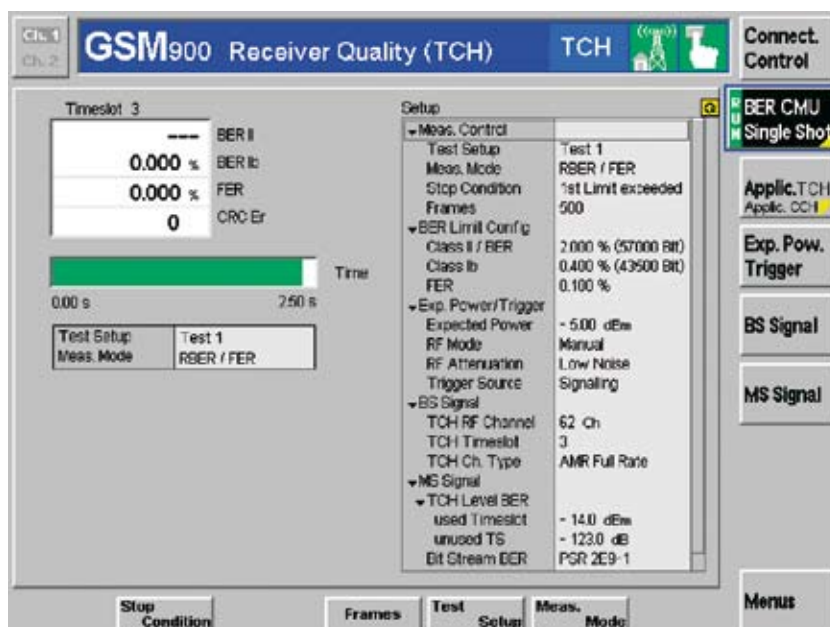 Ch. 1
Ch. 2
GSM900 Receiver Quality (TCH) TCH
Connect. Control
RUN
BER CMU
Single Shot
Applic. TCH
Applic. CCH
Exp. Pow. Trigger
BS Signal
MS Signal
Menus
Timeslot 3
--- BER II
0.000 % BER Ib
0.000 % FER
0 CRC Er
Time
0.00 s 2.50 s
Test Setup Test 1
Meas. Mode RBER / FER
Setup
Meas. Control
Test Setup Test 1
Meas. Mode RBER / FER
Stop Condition 1st Limit exceeded
Frames 500
BER Limit Config
Class II / BER 2.000 % (57000 Bit)
Class Ib 0.400 % (43500 Bit)
FER 0.100 %
Exp. Power/Trigger
Expected Power - 5.00 dBm
RF Mode Manual
RF Attenuation Low Noise
Trigger Source Signaling
BS Signal
TCH RF Channel 62 Ch
TCH Timeslot 3
TCH Ch. Type AMR Full Rate
MS Signal
TCH Level BER
used Timeslot - 14.0 dBm
unused TS - 123.0 dB
Bit Stream BER PSR 2E9-1
Stop Condition
Frames
Test Setup
Meas. Mode